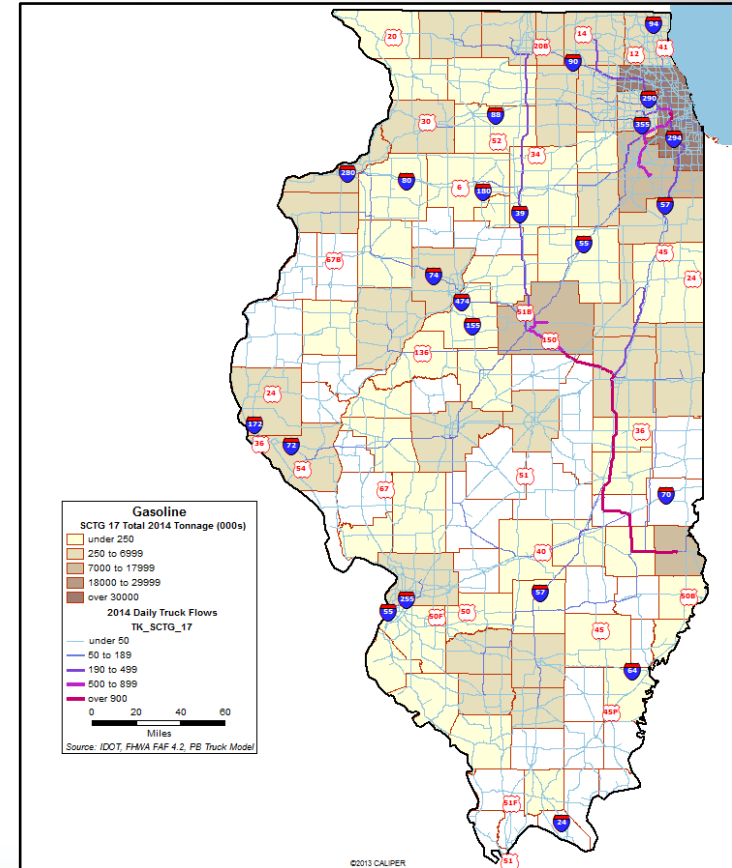 94
20
14
41
20B
12
90
290
88
30
355
294
52
34
280
80
6
180
57
39
55
45
67B
24
74
474
51B
155
150
136
24
172
36
36
72
54
67
51
70
40
57
50B
255
55
50F
50
45
64
45P
51F
24
51
Gasoline
SCTG 17 Total 2014 Tonnage (000s)
under 250
250 to 6999
7000 to 17999
18000 to 29999
over 30000
2014 Daily Truck Flows
TK_SCTG_17
under 50
50 to 189
190 to 499
500 to 899
over 900
0 20 40 60
Miles
Source: IDOT, FHWA FAF 4.2, PB Truck Model
©2013 CALIPER